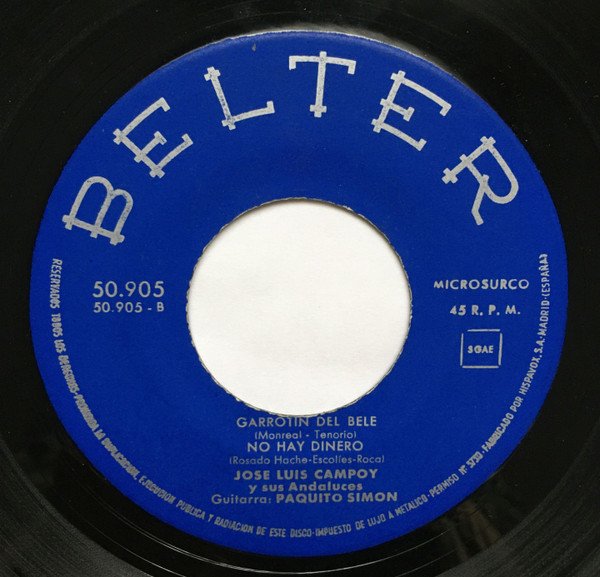 BELTER
50.905
50.905 - B
MICROSURCO
45 R. P. M.
SGAE
GARROTIN DEL BELE
(Monreal - Tenorio)
NO HAY DINERO
(Rosado Hache-Escolíes-Roca)
JOSE LUIS CAMPOY
y sus Andaluces
Guitarra: PAQUITO SIMON
RESERVADOS TODOS LOS DERECHOS-PROHIBIDA LA DUPLICACION, EJECUCION PUBLICA Y RADIACION DE ESTE DISCO-IMPUESTO DE LUJO A METALICO-PERMISO Nº 5230-FABRICADO POR HISPAVOX, S.A.-MADRID-(ESPAÑA)